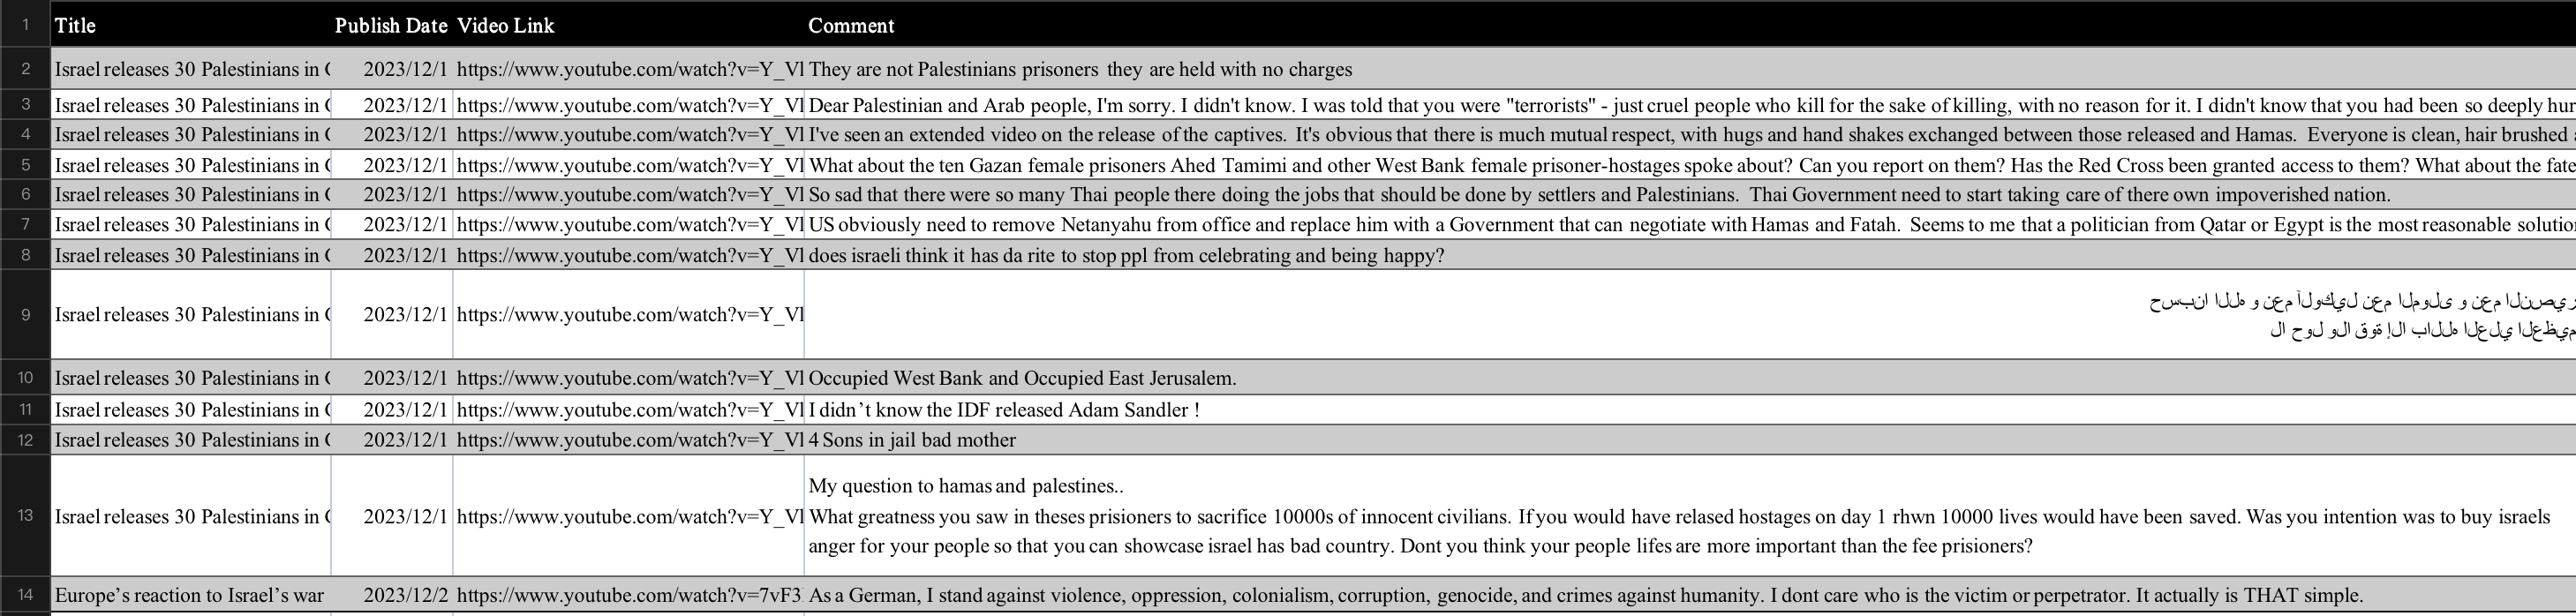 1 Title Publish Date Video Link Comment
2 Israel releases 30 Palestinians in 2023/12/1 https://www.youtube.com/watch?v=Y_Vl They are not Palestinians prisoners they are held with no charges
3 Israel releases 30 Palestinians in 2023/12/1 https://www.youtube.com/watch?v=Y_Vl Dear Palestinian and Arab people, I'm sorry. I didn't know. I was told that you were "terrorists" - just cruel people who kill for the sake of killing, with no reason for it. I didn't know that you had been so deeply hur
4 Israel releases 30 Palestinians in 2023/12/1 https://www.youtube.com/watch?v=Y_Vl I've seen an extended video on the release of the captives. It's obvious that there is much mutual respect, with hugs and hand shakes exchanged between those released and Hamas. Everyone is clean, hair brushed
5 Israel releases 30 Palestinians in 2023/12/1 https://www.youtube.com/watch?v=Y_Vl What about the ten Gazan female prisoners Ahed Tamimi and other West Bank female prisoner-hostages spoke about? Can you report on them? Has the Red Cross been granted access to them? What about the fate
6 Israel releases 30 Palestinians in 2023/12/1 https://www.youtube.com/watch?v=Y_Vl So sad that there were so many Thai people there doing the jobs that should be done by settlers and Palestinians. Thai Government need to start taking care of there own impoverished nation.
7 Israel releases 30 Palestinians in 2023/12/1 https://www.youtube.com/watch?v=Y_Vl US obviously need to remove Netanyahu from office and replace him with a Government that can negotiate with Hamas and Fatah. Seems to me that a politician from Qatar or Egypt is the most reasonable solutio
8 Israel releases 30 Palestinians in 2023/12/1 https://www.youtube.com/watch?v=Y_Vl does israeli think it has da rite to stop ppl from celebrating and being happy?
9 Israel releases 30 Palestinians in 2023/12/1 https://www.youtube.com/watch?v=Y_Vl
حسبنا الله و نعم آلوكيل نعم المولى و نعم النصير
لا حول ولا قوة إلا بالله العلي العظيم
10 Israel releases 30 Palestinians in 2023/12/1 https://www.youtube.com/watch?v=Y_Vl Occupied West Bank and Occupied East Jerusalem.
11 Israel releases 30 Palestinians in 2023/12/1 https://www.youtube.com/watch?v=Y_Vl I didn’t know the IDF released Adam Sandler !
12 Israel releases 30 Palestinians in 2023/12/1 https://www.youtube.com/watch?v=Y_Vl 4 Sons in jail bad mother
My question to hamas and palestines..
13 Israel releases 30 Palestinians in 2023/12/1 https://www.youtube.com/watch?v=Y_Vl What greatness you saw in theses prisioners to sacrifice 10000s of innocent civilians. If you would have relased hostages on day 1 rhwn 10000 lives would have been saved. Was you intention was to buy israels
anger for your people so that you can showcase israel has bad country. Dont you think your people lifes are more important than the fee prisioners?
14 Europe’s reaction to Israel’s war 2023/12/2 https://www.youtube.com/watch?v=7vF3 As a German, I stand against violence, oppression, colonialism, corruption, genocide, and crimes against humanity. I dont care who is the victim or perpetrator. It actually is THAT simple.